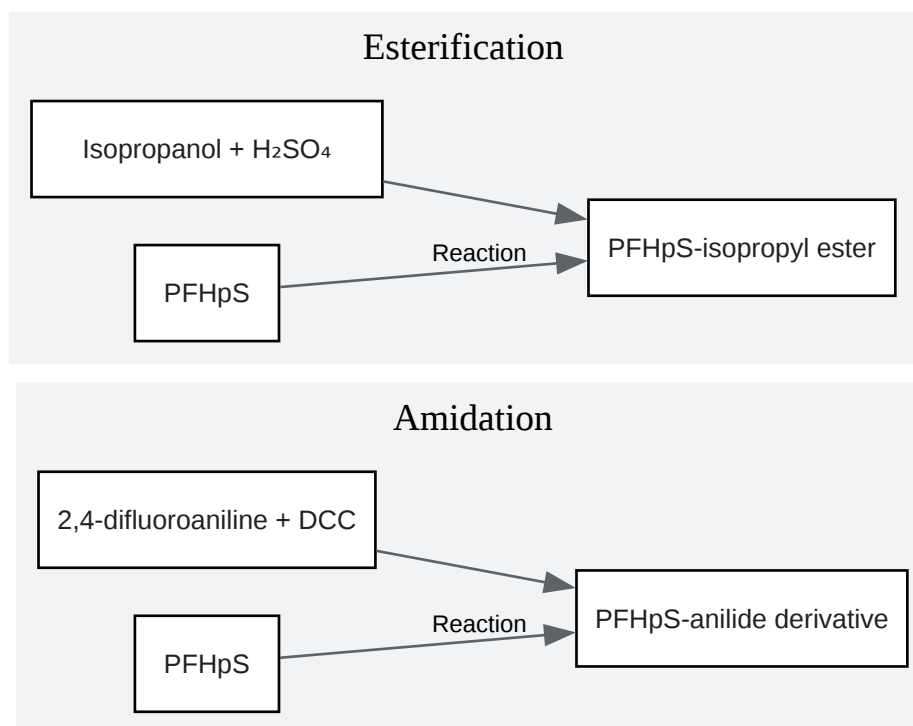 Esterification
Isopropanol + H₂SO₄
Reaction
PFHpS-isopropyl ester
PFHpS
Amidation
2,4-difluoroaniline + DCC
Reaction
PFHpS-anilide derivative
PFHpS